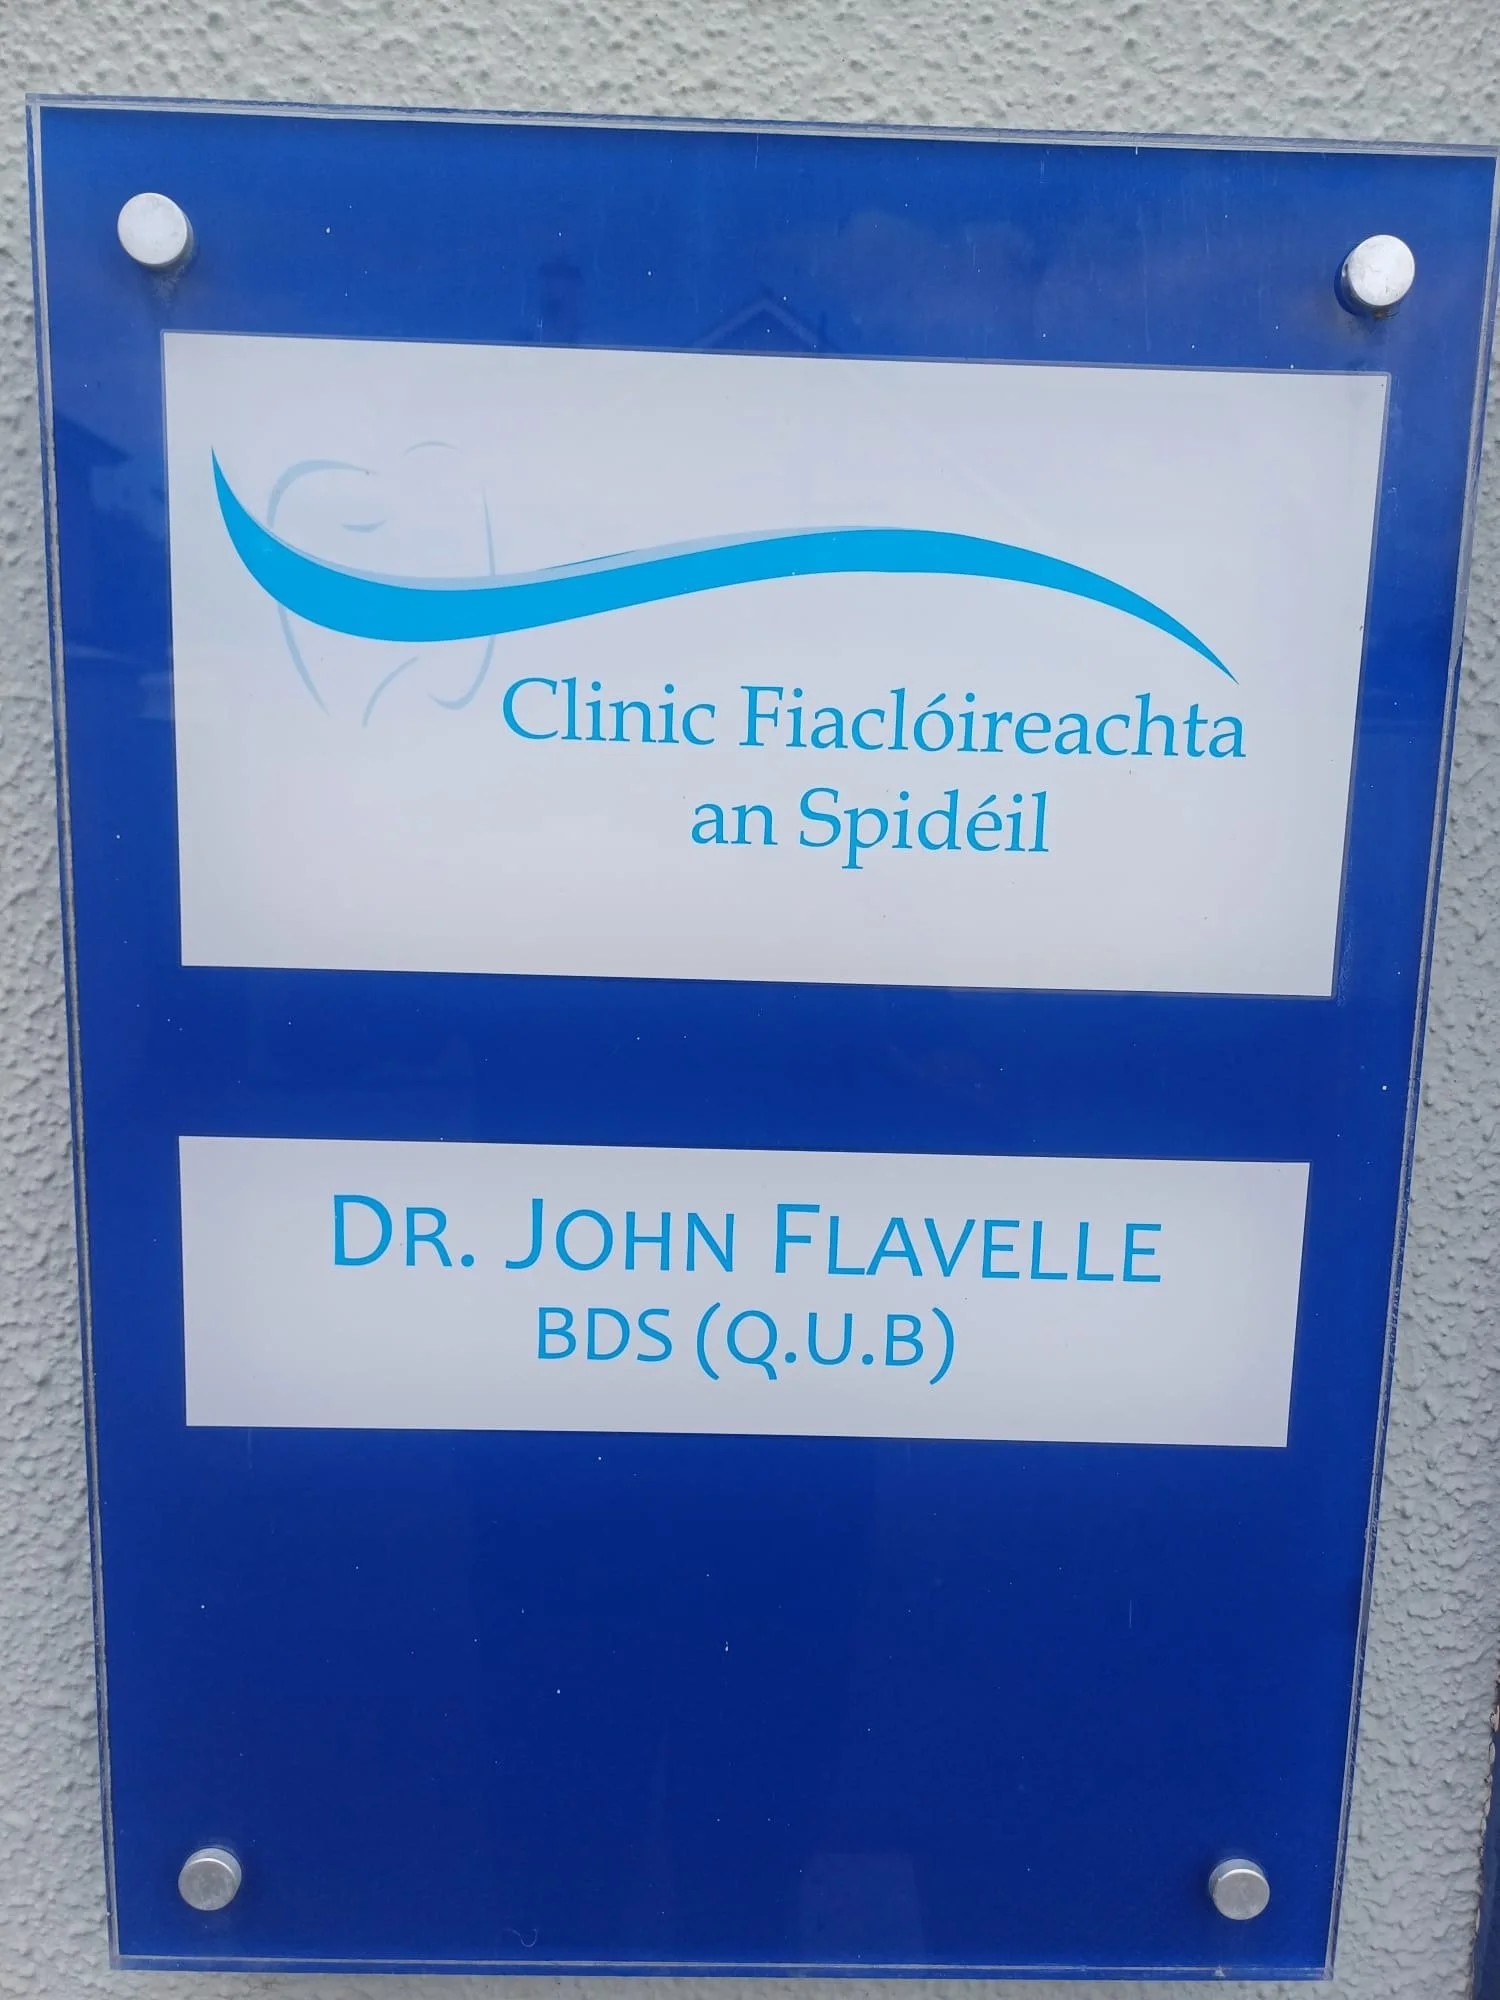 Clinic Fiaclóireachta
an Spidéil
DR. JOHN FLAVELLE
BDS (Q.U.B)